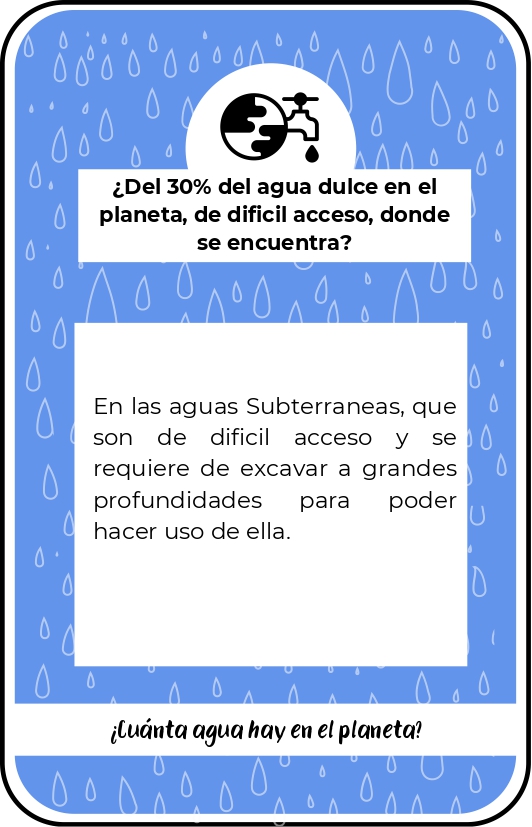 ¿Del 30% del agua dulce en el
planeta, de dificil acceso, donde
se encuentra?
En las aguas Subterraneas, que
son de dificil acceso y se
requiere de excavar a grandes
profundidades para poder
hacer uso de ella.
¿Cuánta agua hay en el planeta?